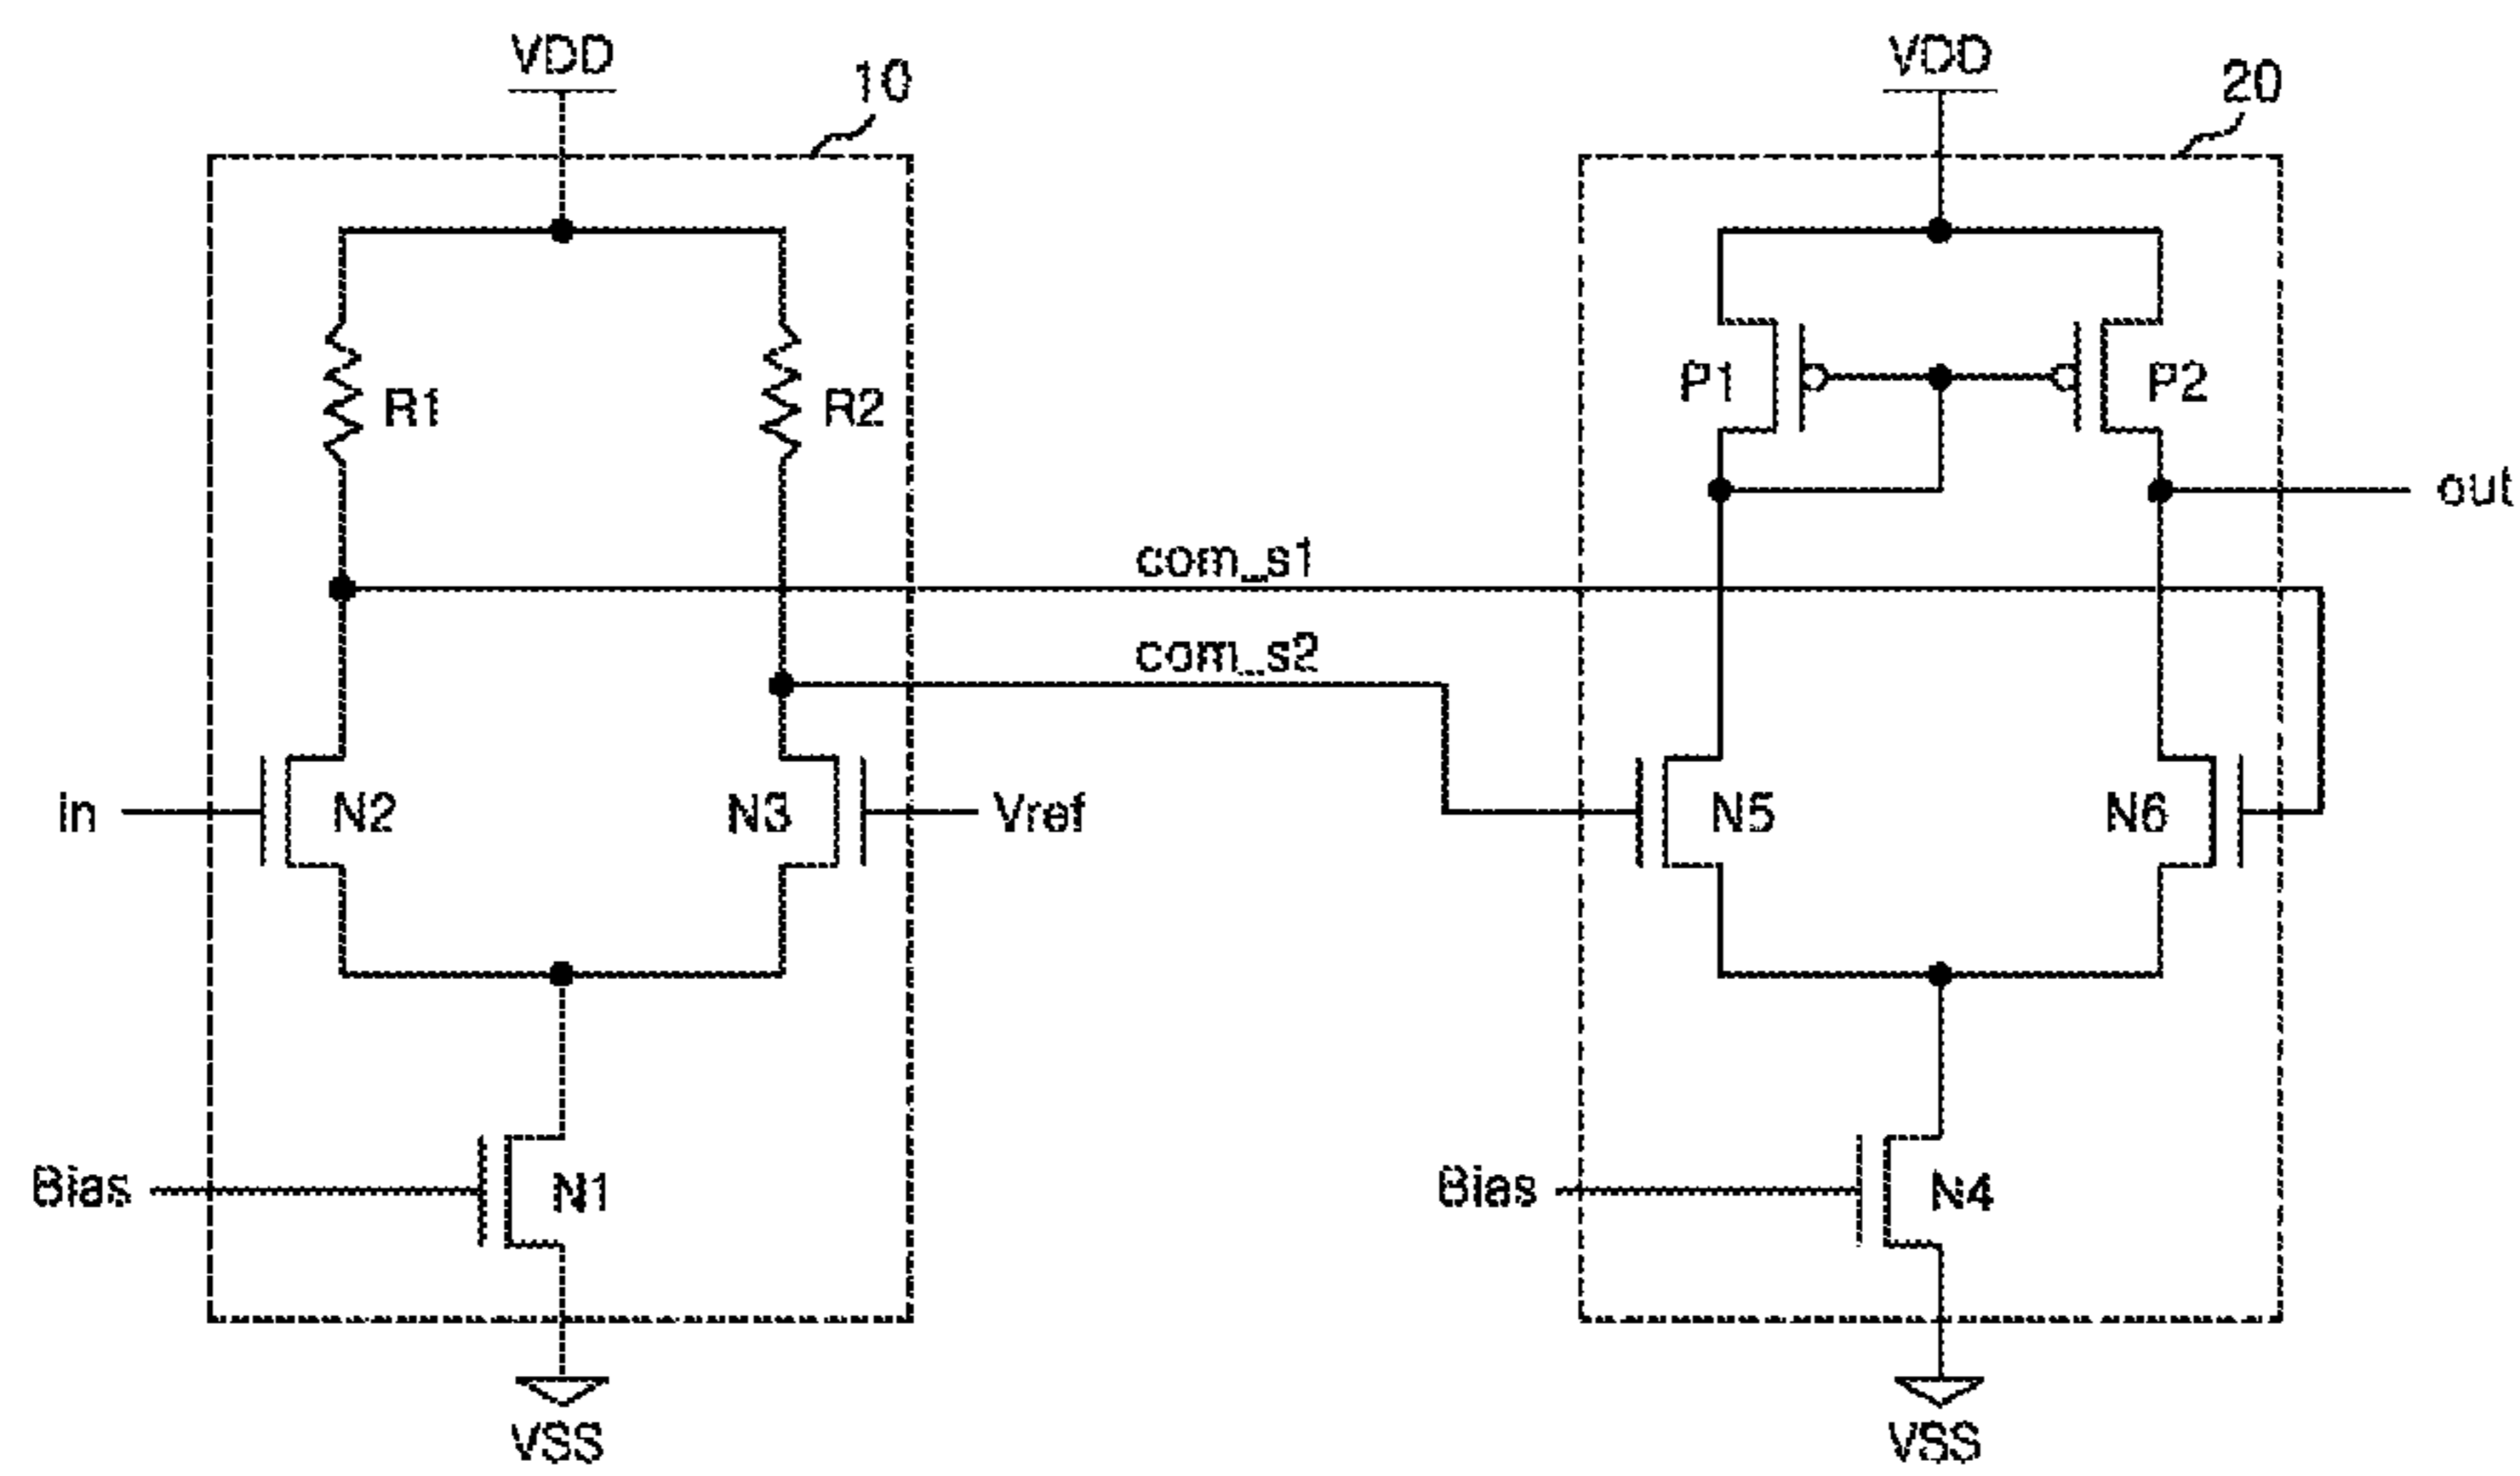 VDD
10
VDD
20
R1
R2
P1
P2
out
com_s1
com_s2
in
N2
N3
Vref
N5
N6
Bias
N1
Bias
N4
VSS
VSS